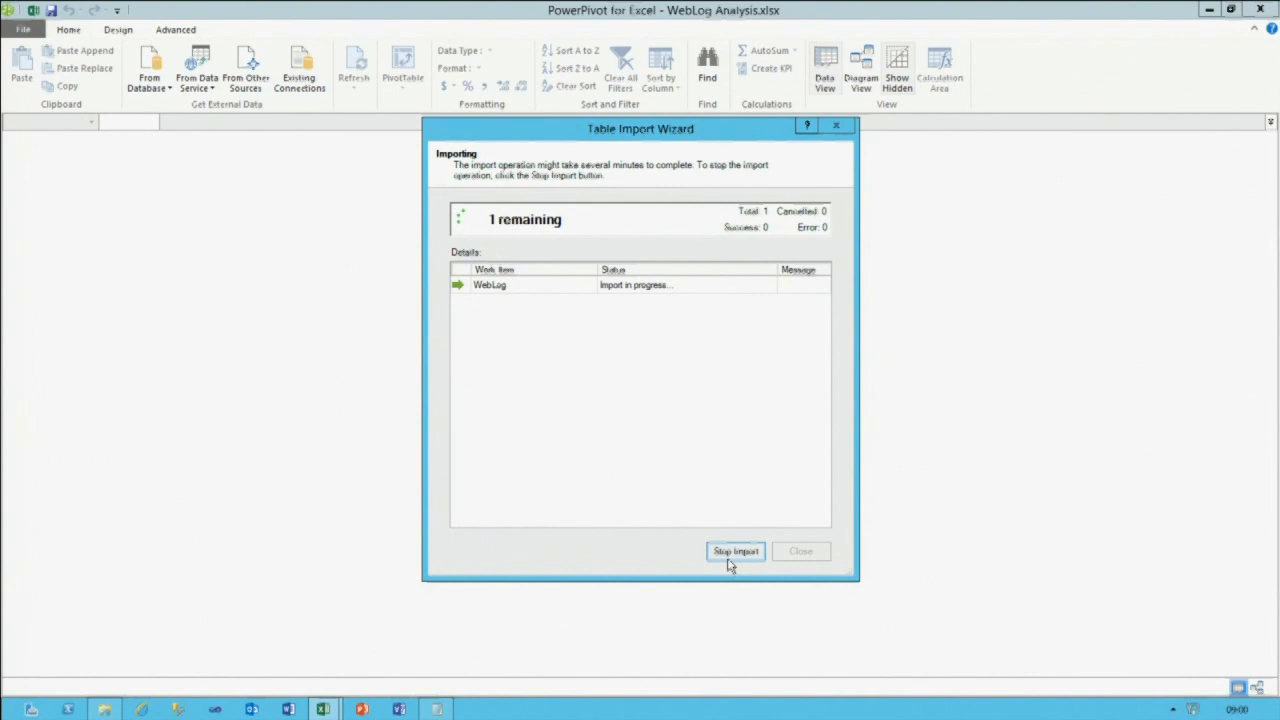 PowerPivot for Excel - WebLog Analysis.xlsx
File Home Design Advanced
Paste
Paste Append
Paste Replace
Copy
Clipboard
From Database
From Data Service
From Other Sources
Existing Connections
Get External Data
Refresh
PivotTable
Data Type :
Format :
$ % ,
Formatting
Sort A to Z
Sort Z to A
Clear Sort
Clear All Filters
Sort by Column
Sort and Filter
Find
Find
AutoSum
Create KPI
Calculations
Data View
Diagram View
Show Hidden
Calculation Area
View
Table Import Wizard
? x
Importing
The import operation might take several minutes to complete. To stop the import
operation, click the Stop Import button.
1 remaining
Total: 1 Cancelled: 0
Success: 0 Error: 0
Details:
Work Item Status Message
WebLog Import in progress...
Stop Import Close
09:00